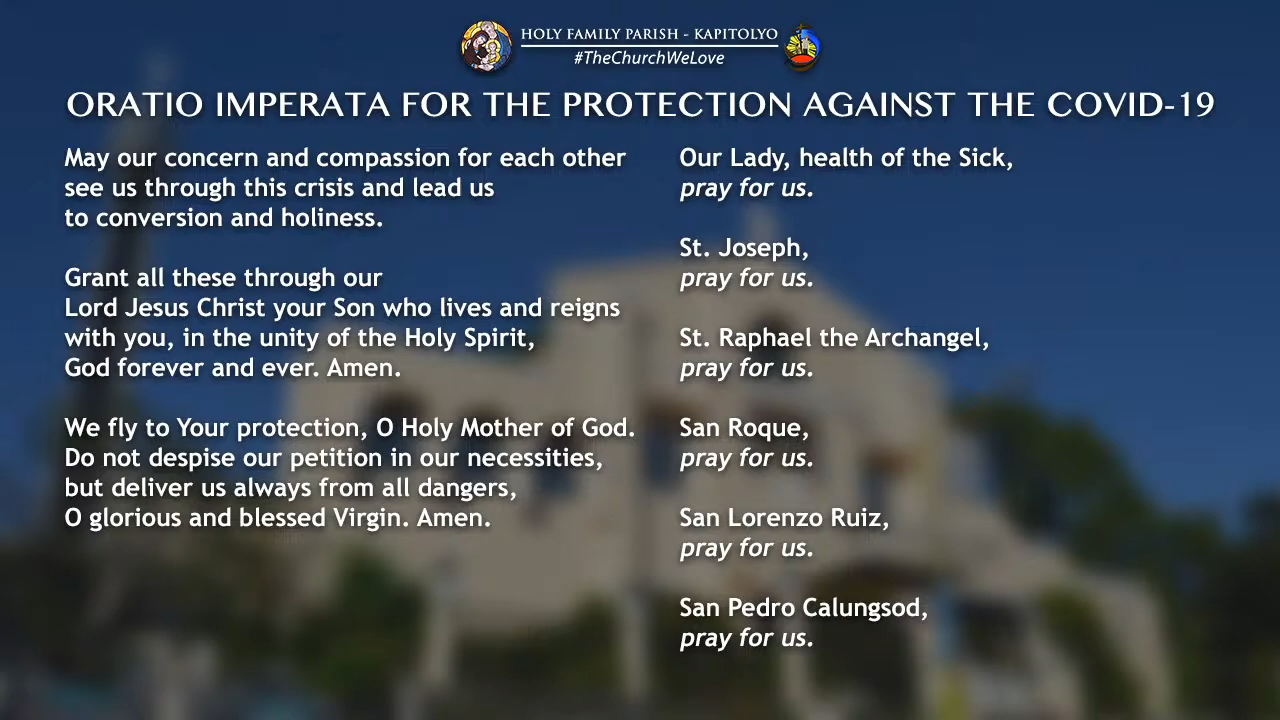 HOLY FAMILY PARISH - KAPITOLYO
#TheChurchWeLove
ORATIO IMPERATA FOR THE PROTECTION AGAINST THE COVID-19
May our concern and compassion for each other
see us through this crisis and lead us
to conversion and holiness.
Grant all these through our
Lord Jesus Christ your Son who lives and reigns
with you, in the unity of the Holy Spirit,
God forever and ever. Amen.
We fly to Your protection, O Holy Mother of God.
Do not despise our petition in our necessities,
but deliver us always from all dangers,
O glorious and blessed Virgin. Amen.
Our Lady, health of the Sick,
pray for us.
St. Joseph,
pray for us.
St. Raphael the Archangel,
pray for us.
San Roque,
pray for us.
San Lorenzo Ruiz,
pray for us.
San Pedro Calungsod,
pray for us.